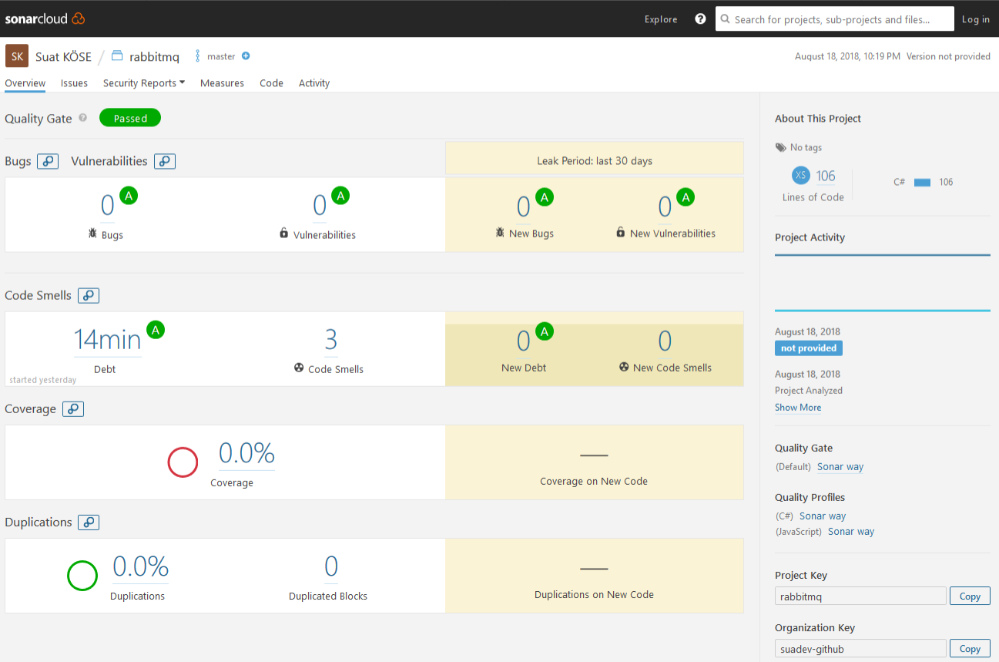 sonarcloud
Explore
?
Search for projects, sub-projects and files...
Log in
SK Suat KÖSE / rabbitmq master
August 18, 2018, 10:19 PM Version not provided
Overview Issues Security Reports Measures Code Activity
Quality Gate ? Passed
Bugs Vulnerabilities
Leak Period: last 30 days
0 A
Bugs
0 A
Vulnerabilities
0 A
New Bugs
0 A
New Vulnerabilities
Code Smells
14min A
Debt
started yesterday
3
Code Smells
0 A
New Debt
0
New Code Smells
Coverage
0.0%
Coverage
—
Coverage on New Code
Duplications
0.0%
Duplications
0
Duplicated Blocks
—
Duplications on New Code
About This Project
No tags
XS 106
Lines of Code
C# 106
Project Activity
August 18, 2018
not provided
August 18, 2018
Project Analyzed
Show More
Quality Gate
(Default) Sonar way
Quality Profiles
(C#) Sonar way
(JavaScript) Sonar way
Project Key
rabbitmq Copy
Organization Key
suadev-github Copy